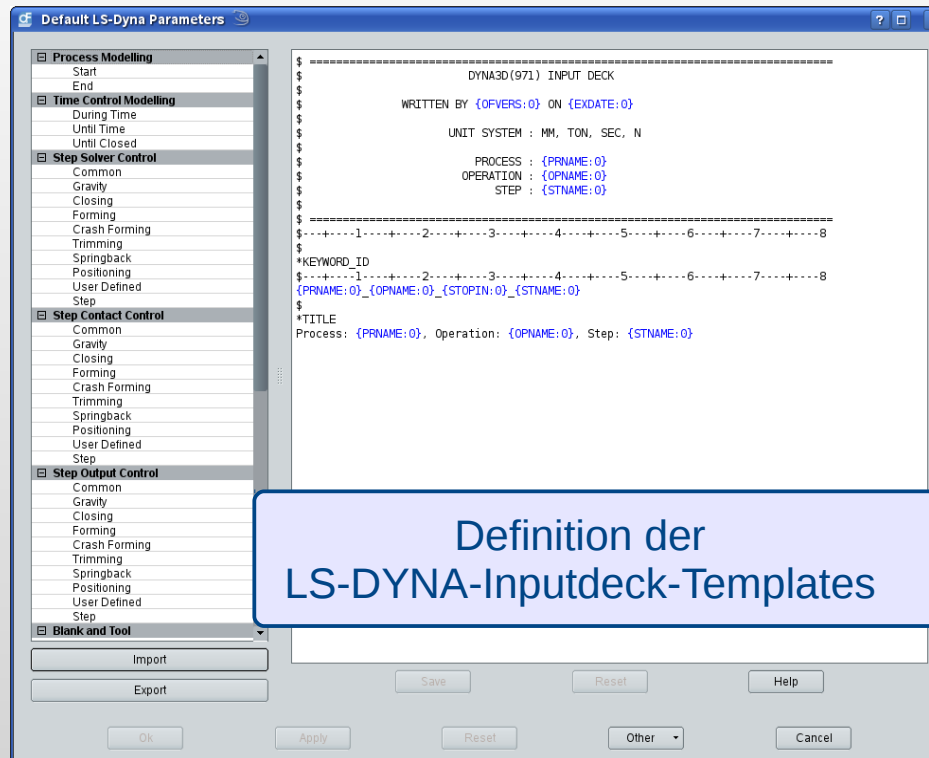 Default LS-Dyna Parameters
Process Modelling
Start
End
Time Control Modelling
During Time
Until Time
Until Closed
Step Solver Control
Common
Gravity
Closing
Forming
Crash Forming
Trimming
Springback
Positioning
User Defined
Step
Step Contact Control
Common
Gravity
Closing
Forming
Crash Forming
Trimming
Springback
Positioning
User Defined
Step
Step Output Control
Common
Gravity
Closing
Forming
Crash Forming
Trimming
Springback
Positioning
User Defined
Step
Blank and Tool
Import
Export
$ ===============================================================================
$ DYNA3D(971) INPUT DECK
$
$ WRITTEN BY {OFVERS:0} ON {EXDATE:0}
$
$ UNIT SYSTEM : MM, TON, SEC, N
$
$ PROCESS : {PRNAME:0}
$ OPERATION : {OPNAME:0}
$ STEP : {STNAME:0}
$
$ ===============================================================================
$---+----1----+----2----+----3----+----4----+----5----+----6----+----7----+----8
$
*KEYWORD_ID
$---+----1----+----2----+----3----+----4----+----5----+----6----+----7----+----8
{PRNAME:0}_{OPNAME:0}_{STOPIN:0}_{STNAME:0}
$
*TITLE
Process: {PRNAME:0}, Operation: {OPNAME:0}, Step: {STNAME:0}
Definition der
LS-DYNA-Inputdeck-Templates
Save Reset Help
Ok Apply Reset Other Cancel